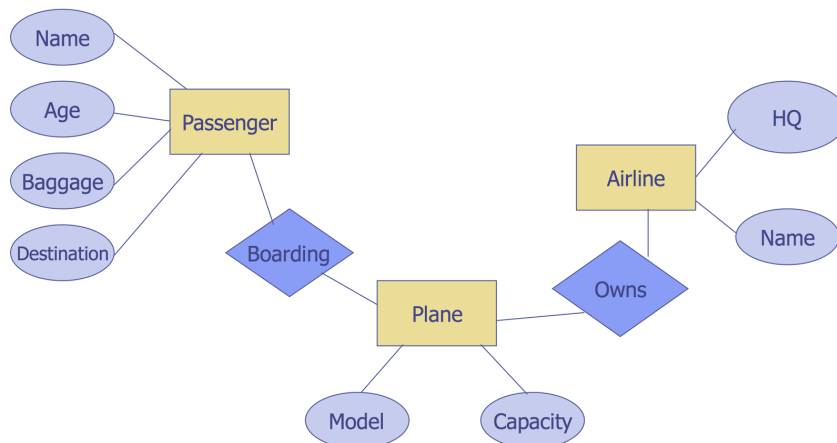 Name
Age
Passenger
HQ
Baggage
Airline
Destination
Boarding
Name
Owns
Plane
Model
Capacity